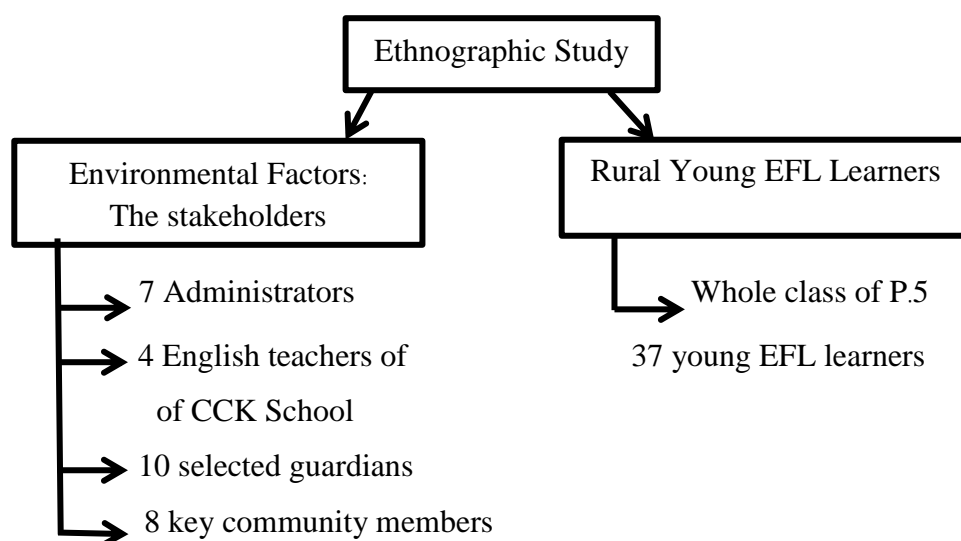 Ethnographic Study
Environmental Factors:
The stakeholders
7 Administrators
4 English teachers of
of CCK School
10 selected guardians
8 key community members
Rural Young EFL Learners
Whole class of P.5
37 young EFL learners